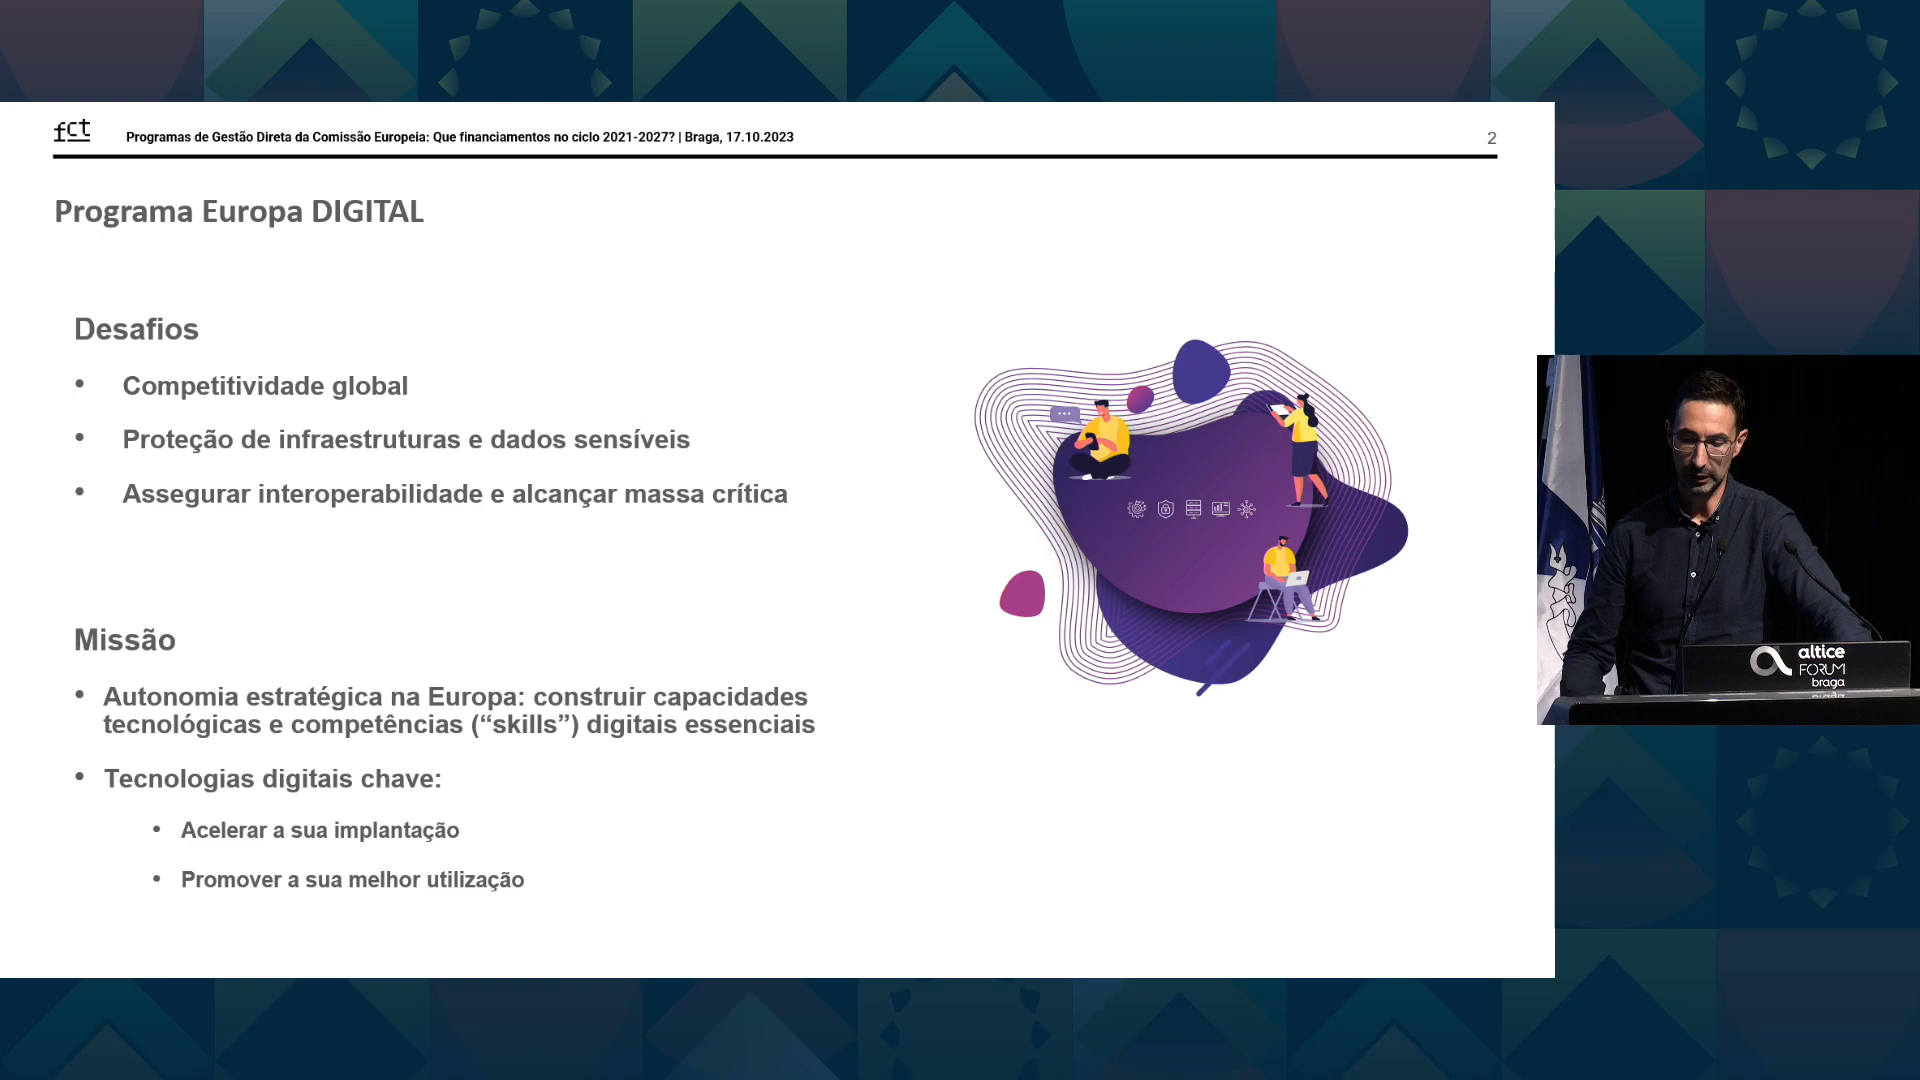 fct
Programas de Gestão Direta da Comissão Europeia: Que financiamentos no ciclo 2021-2027? | Braga, 17.10.2023
2
Programa Europa DIGITAL
Desafios
• Competitividade global
• Proteção de infraestruturas e dados sensíveis
• Assegurar interoperabilidade e alcançar massa crítica
Missão
• Autonomia estratégica na Europa: construir capacidades
tecnológicas e competências (“skills”) digitais essenciais
• Tecnologias digitais chave:
• Acelerar a sua implantação
• Promover a sua melhor utilização
altice
FORUM
braga